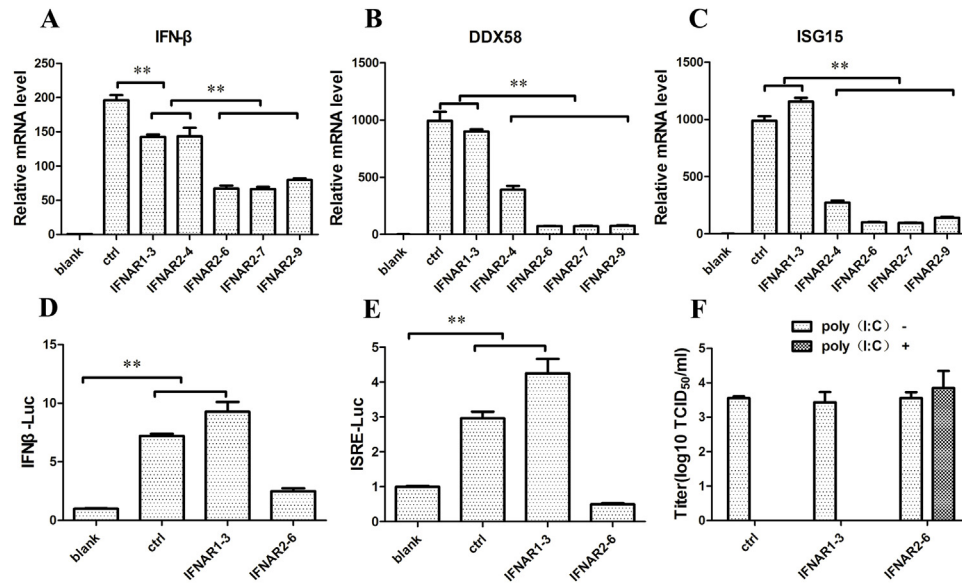 A
IFN-β
Relative mRNA level
250
200
150
100
50
0
**
**
blank
ctrl
IFNAR1-3
IFNAR2-4
IFNAR2-6
IFNAR2-7
IFNAR2-9
B
DDX58
Relative mRNA level
1500
1000
500
0
**
blank
ctrl
IFNAR1-3
IFNAR2-4
IFNAR2-6
IFNAR2-7
IFNAR2-9
C
ISG15
Relative mRNA level
1500
1000
500
0
**
blank
ctrl
IFNAR1-3
IFNAR2-4
IFNAR2-6
IFNAR2-7
IFNAR2-9
D
IFNβ -Luc
15
10
5
0
**
blank
ctrl
IFNAR1-3
IFNAR2-6
E
ISRE-Luc
5
4
3
2
1
0
**
blank
ctrl
IFNAR1-3
IFNAR2-6
F
poly（I:C） -
poly（I:C） +
Titer(log10 TCID50/ml)
5
4
3
2
1
0
ctrl
IFNAR1-3
IFNAR2-6